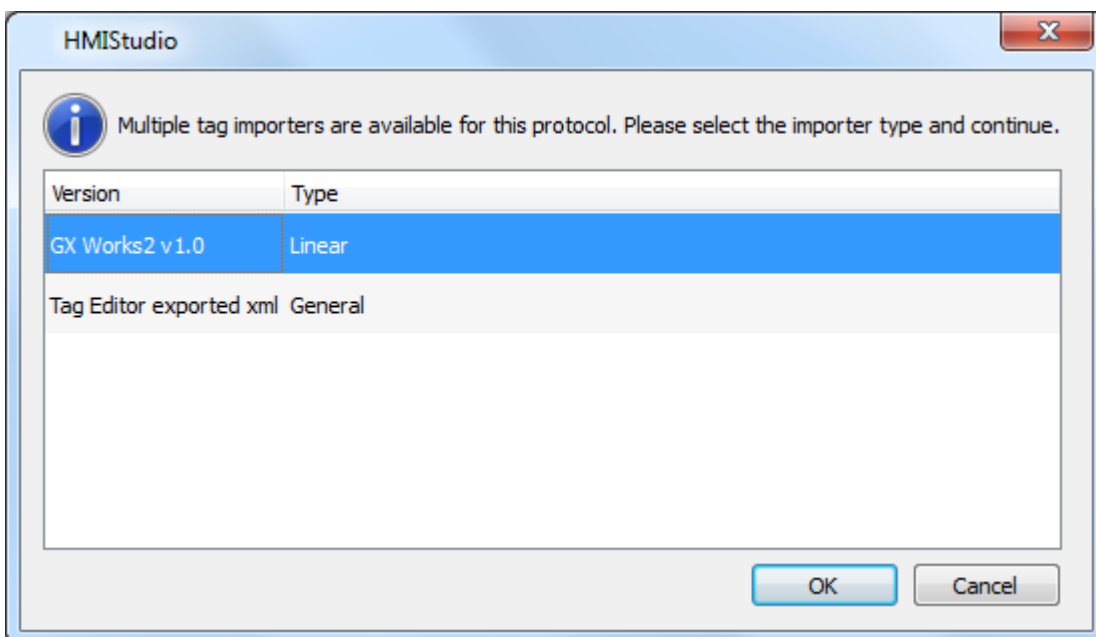 HMIStudio
Multiple tag importers are available for this protocol. Please select the importer type and continue.
Version Type
GX Works2 v1.0 Linear
Tag Editor exported xml General
OK Cancel